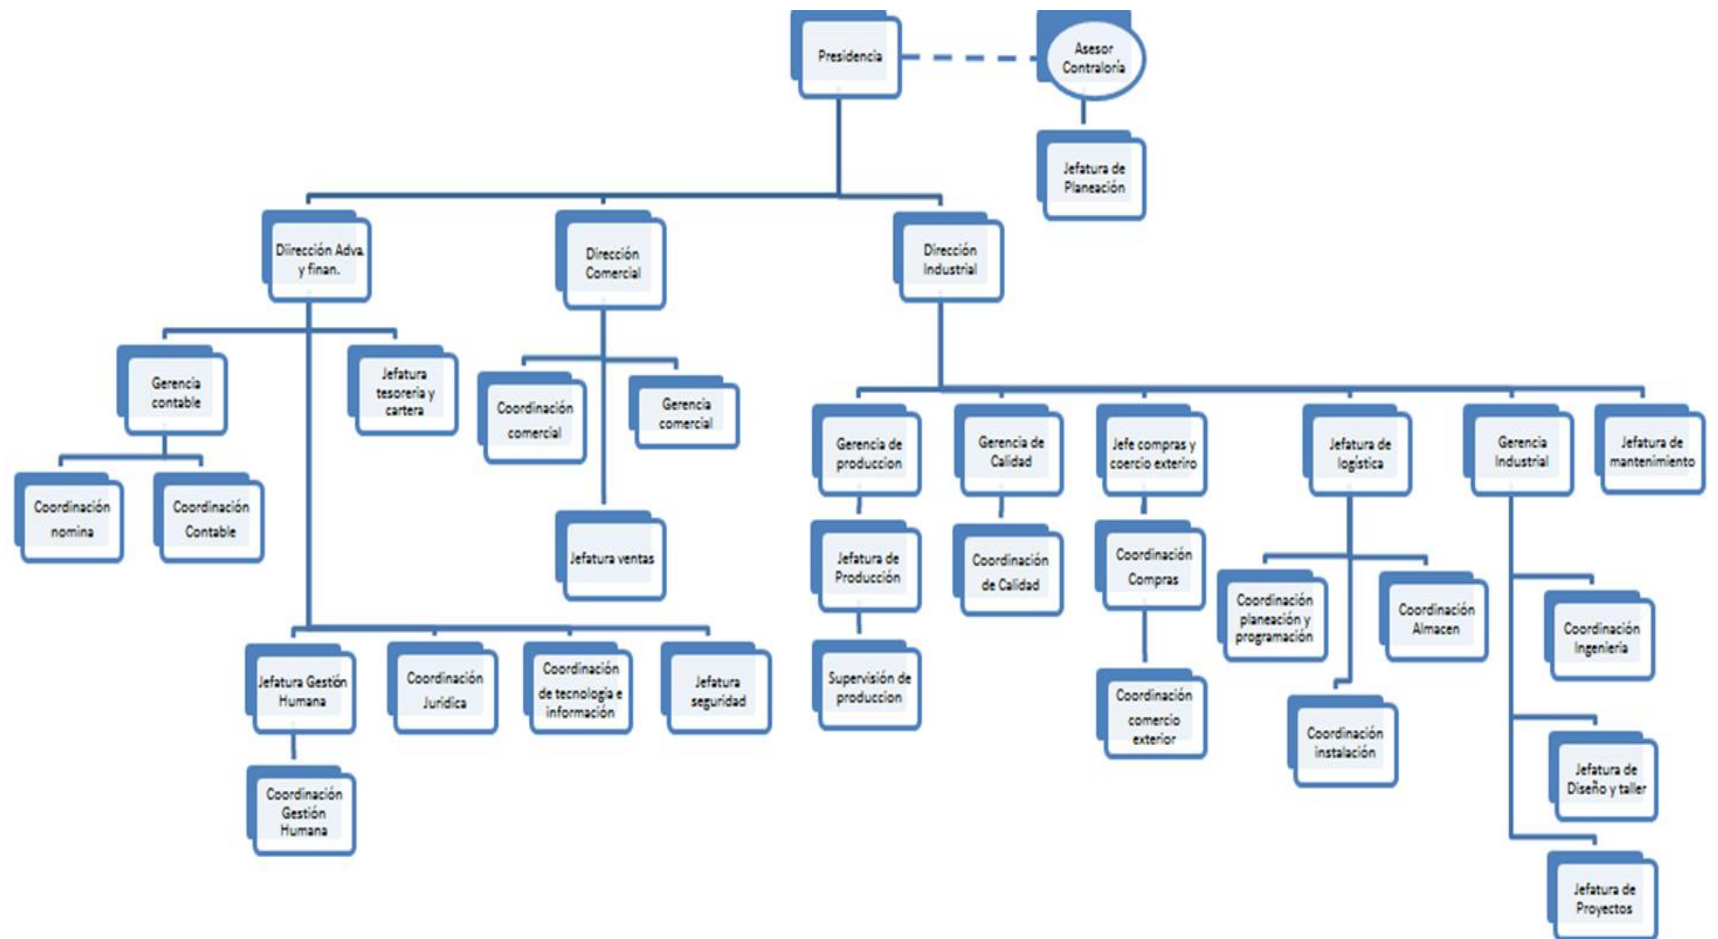 Presidencia
Asesor
Contraloría
Jefatura de
Planeación
Diirección Adva.
y finan.
Dirección
Comercial
Dirección
Industrial
Gerencia
contable
Jefatura
tesoreria y
cartera
Coordinación
comercial
Gerencia
comercial
Gerencia de
produccion
Gerencia de
Calidad
Jefe compras y
coercio exteriro
Jefatura de
logística
Gerencia
Industrial
Jefatura de
mantenimiento
Coordinación
nomina
Coordinación
Contable
Jefatura ventas
Jefatura de
Producción
Coordinación
de Calidad
Coordinación
Compras
Coordinación
planeación y
programación
Coordinación
Almacen
Coordinación
Ingenieria
Jefatura Gestión
Humana
Coordinación
Juridica
Coordinación
de tecnología e
información
Jefatura
seguridad
Supervisión de
produccion
Coordinación
comercio
exterior
Coordinación
instalación
Jefatura de
Diseño y taller
Coordinación
Gestión
Humana
Jefatura de
Proyectos